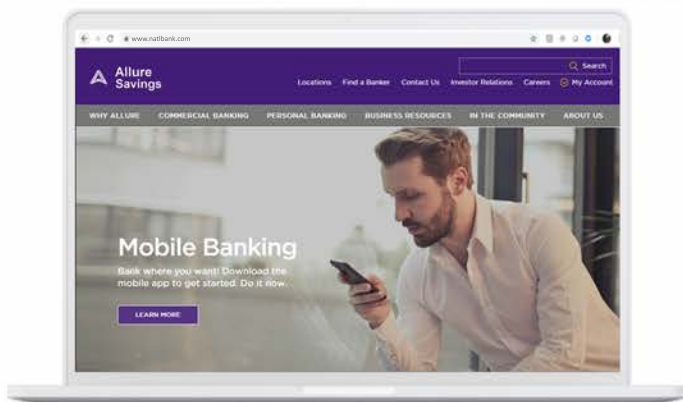 www.natlbank.com
Allure
Savings
Search
Locations Find a Banker Contact Us Investor Relations Careers My Account
WHY ALLURE COMMERCIAL BANKING PERSONAL BANKING BUSINESS RESOURCES IN THE COMMUNITY ABOUT US
Mobile Banking
Bank where you want! Download the
mobile app to get started. Do it now.
LEARN MORE